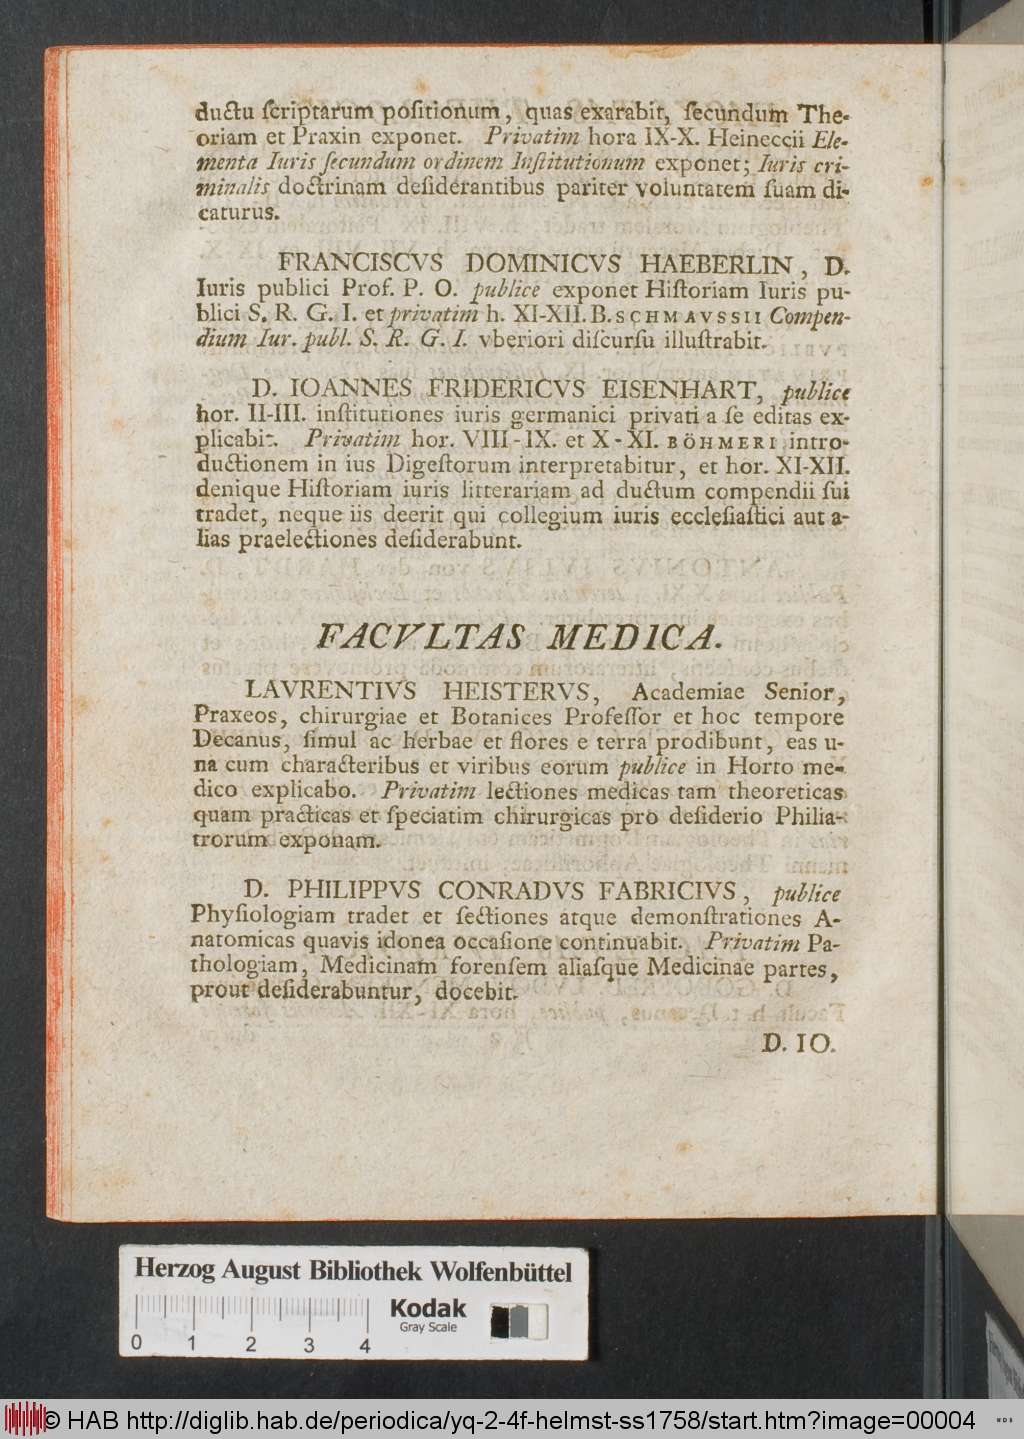 ductu ſcriptarum poſitionum, quas exarabit, ſecundum The-
oriam et Praxin exponet. Privatim hora IX-X. Heineccii Ele-
menta Iuris ſecundum ordinem Inſtitutionum exponet; Iuris cri-
minalis doctrinam deſiderantibus pariter voluntatem ſuam di-
caturus.
FRANCISCVS DOMINICVS HAEBERLIN, D.
Iuris publici Prof. P. O. publice exponet Hiſtoriam Iuris pu-
blici S. R. G. I. et privatim h. XI-XII. B. SCHMAVSSII Compen-
dium Iur. publ. S. R. G. I. vberiori diſcurſu illuſtrabit.
D. IOANNES FRIDERICVS EISENHART, publice
hor. II-III. inſtitutiones iuris germanici privati a ſe editas ex-
plicabit. Privatim hor. VIII-IX. et X-XI. BÖHMERI intro-
ductionem in ius Digeſtorum interpretabitur, et hor. XI-XII.
denique Hiſtoriam iuris litterariam ad ductum compendii ſui
tradet, neque iis deerit qui collegium iuris eccleſiaſtici aut a-
lias praelectiones deſiderabunt.
FACVLTAS MEDICA.
LAVRENTIVS HEISTERVS, Academiae Senior,
Praxeos, chirurgiae et Botanices Profeſſor et hoc tempore
Decanus, ſimul ac herbae et flores e terra prodibunt, eas u-
na cum characteribus et viribus eorum publice in Horto me-
dico explicabo. Privatim lectiones medicas tam theoreticas
quam practicas et ſpeciatim chirurgicas pro deſiderio Philia-
trorum exponam.
D. PHILIPPVS CONRADVS FABRICIVS, publice
Phyſiologiam tradet et ſectiones atque demonſtrationes A-
natomicas quavis idonea occaſione continuabit. Privatim Pa-
thologiam, Medicinam forenſem aliaſque Medicinae partes,
prout deſiderabuntur, docebit.
D. IO.
Herzog August Bibliothek Wolfenbüttel
Kodak
Gray Scale
0 1 2 3 4
© HAB http://diglib.hab.de/periodica/yq-2-4f-helmst-ss1758/start.htm?image=00004